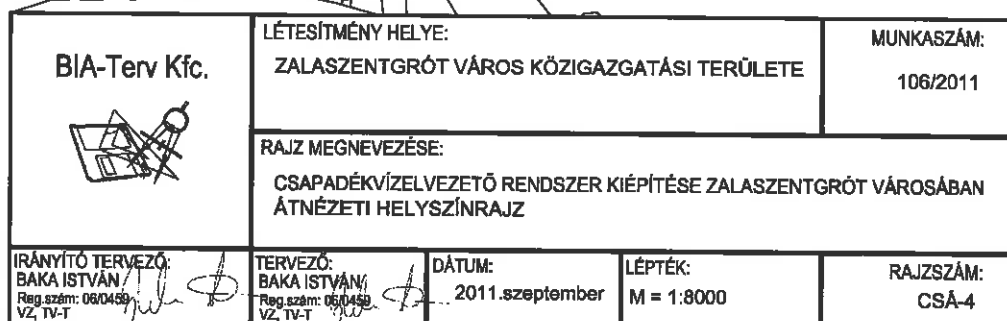 BIA-Terv Kfc.
LÉTESÍTMÉNY HELYE:
ZALASZENTGRÓT VÁROS KÖZIGAZGATÁSI TERÜLETE
MUNKASZÁM:
106/2011
RAJZ MEGNEVEZÉSE:
CSAPADÉKVÍZELVEZETŐ RENDSZER KIÉPÍTÉSE ZALASZENTGRÓT VÁROSÁBAN
ÁTNÉZETI HELYSZÍNRAJZ
IRÁNYÍTÓ TERVEZŐ:
BAKA ISTVÁN
Reg.szám: 06/0459
VZ, TV-T
TERVEZŐ:
BAKA ISTVÁN
Reg.szám: 06/0459
VZ, TV-T
DÁTUM:
2011.szeptember
LÉPTÉK:
M = 1:8000
RAJZSZÁM:
CSÁ-4